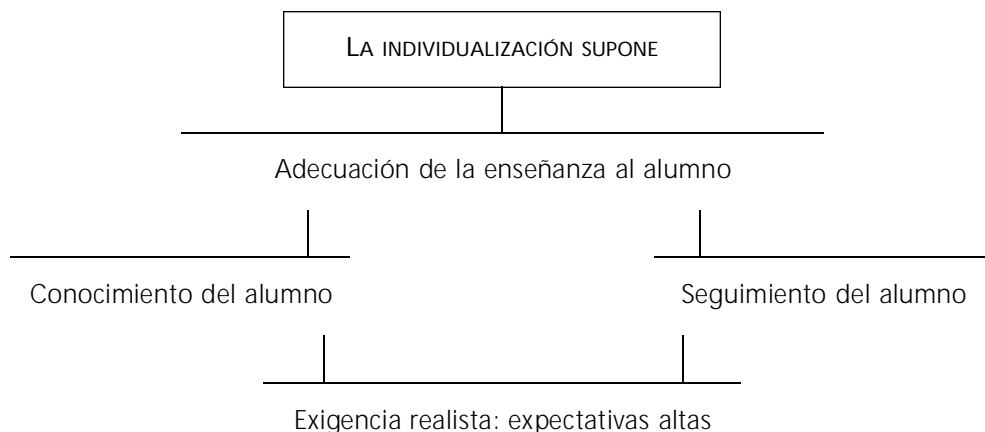 LA INDIVIDUALIZACIÓN SUPONE
Adecuación de la enseñanza al alumno
Conocimiento del alumno
Seguimiento del alumno
Exigencia realista: expectativas altas